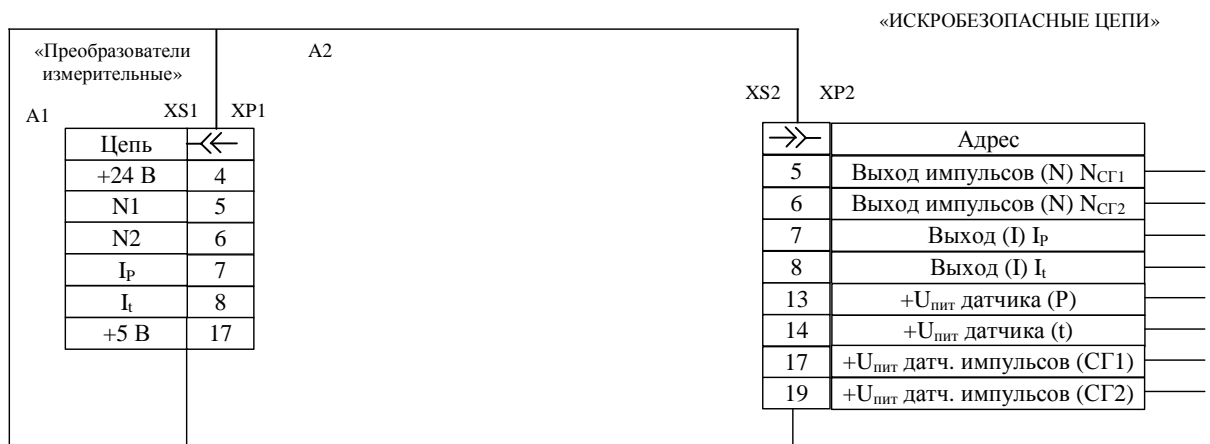 «ИСКРОБЕЗОПАСНЫЕ ЦЕПИ»
«Преобразователи
измерительные»
A2
A1
XS1
XP1
XS2
XP2
Цепь
+24 В 4
N1 5
N2 6
IP 7
It 8
+5 В 17
Адрес
5 Выход импульсов (N) NСГ1
6 Выход импульсов (N) NСГ2
7 Выход (I) IP
8 Выход (I) It
13 +Uпит датчика (P)
14 +Uпит датчика (t)
17 +Uпит датч. импульсов (СГ1)
19 +Uпит датч. импульсов (СГ2)